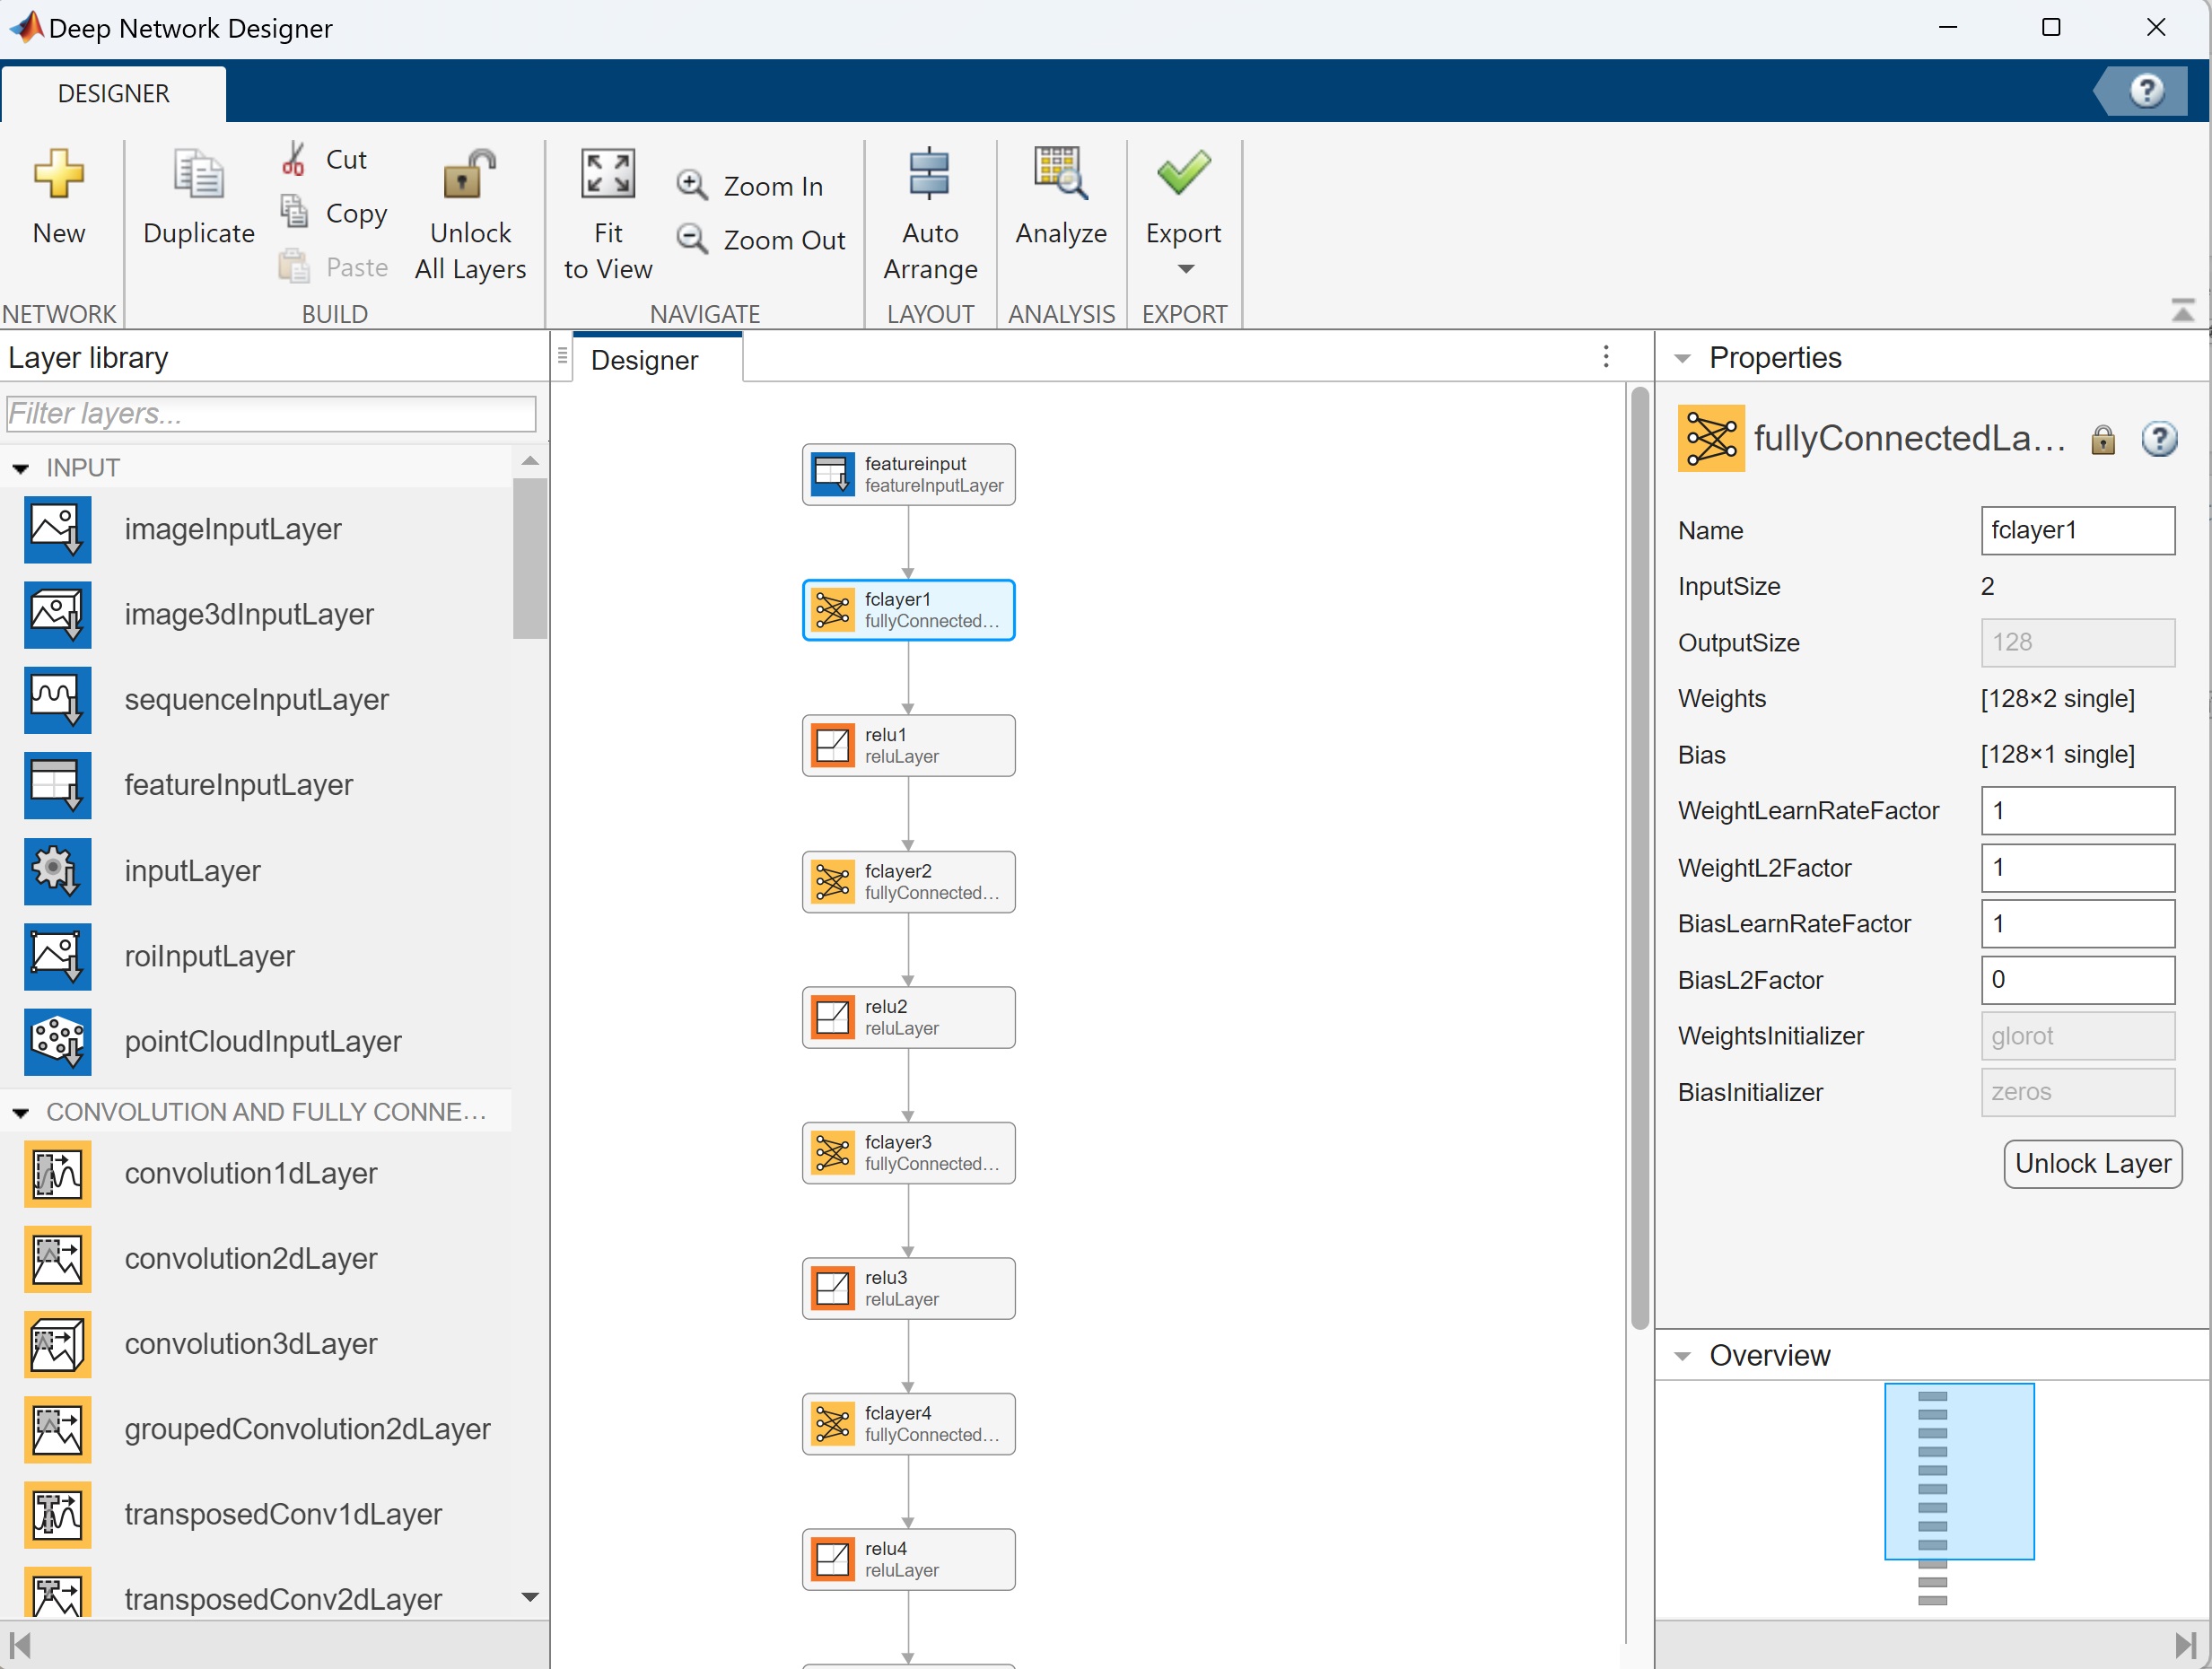 Deep Network Designer
DESIGNER
New
Duplicate
Cut
Copy
Paste
Unlock
All Layers
Fit
to View
Zoom In
Zoom Out
Auto
Arrange
Analyze
Export
NETWORK
BUILD
NAVIGATE
LAYOUT
ANALYSIS
EXPORT
Layer library
Filter layers...
INPUT
imageInputLayer
image3dInputLayer
sequenceInputLayer
featureInputLayer
inputLayer
roiInputLayer
pointCloudInputLayer
CONVOLUTION AND FULLY CONNE...
convolution1dLayer
convolution2dLayer
convolution3dLayer
groupedConvolution2dLayer
transposedConv1dLayer
transposedConv2dLayer
Designer
featureinput
featureInputLayer
fclayer1
fullyConnected...
relu1
reluLayer
fclayer2
fullyConnected...
relu2
reluLayer
fclayer3
fullyConnected...
relu3
reluLayer
fclayer4
fullyConnected...
relu4
reluLayer
Properties
fullyConnectedLa...
Name fclayer1
InputSize 2
OutputSize 128
Weights [128×2 single]
Bias [128×1 single]
WeightLearnRateFactor 1
WeightL2Factor 1
BiasLearnRateFactor 1
BiasL2Factor 0
WeightsInitializer glorot
BiasInitializer zeros
Unlock Layer
Overview